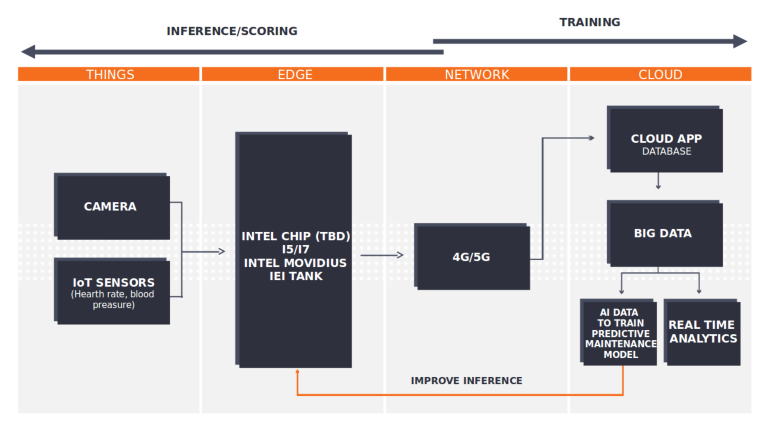 INFERENCE/SCORING
TRAINING
THINGS
EDGE
NETWORK
CLOUD
CAMERA
IoT SENSORS
(Hearth rate, blood
preasure)
INTEL CHIP (TBD)
I5/I7
INTEL MOVIDIUS
IEI TANK
4G/5G
CLOUD APP
DATABASE
BIG DATA
AI DATA
TO TRAIN
PREDICTIVE
MAINTENANCE
MODEL
REAL TIME
ANALYTICS
IMPROVE INFERENCE